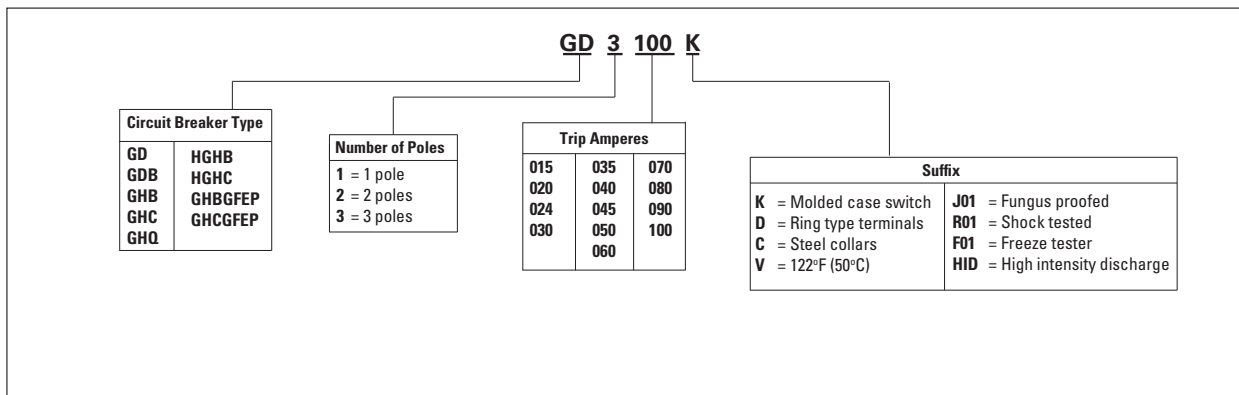 GD 3 100 K
Circuit Breaker Type
GD
GDB
GHB
GHC
GHQ
HGHB
HGHC
GHBGFEP
GHCGFEP
Number of Poles
1 = 1 pole
2 = 2 poles
3 = 3 poles
Trip Amperes
015
020
024
030
035
040
045
050
060
070
080
090
100
Suffix
K = Molded case switch
D = Ring type terminals
C = Steel collars
V = 122°F (50°C)
J01 = Fungus proofed
R01 = Shock tested
F01 = Freeze tester
HID = High intensity discharge